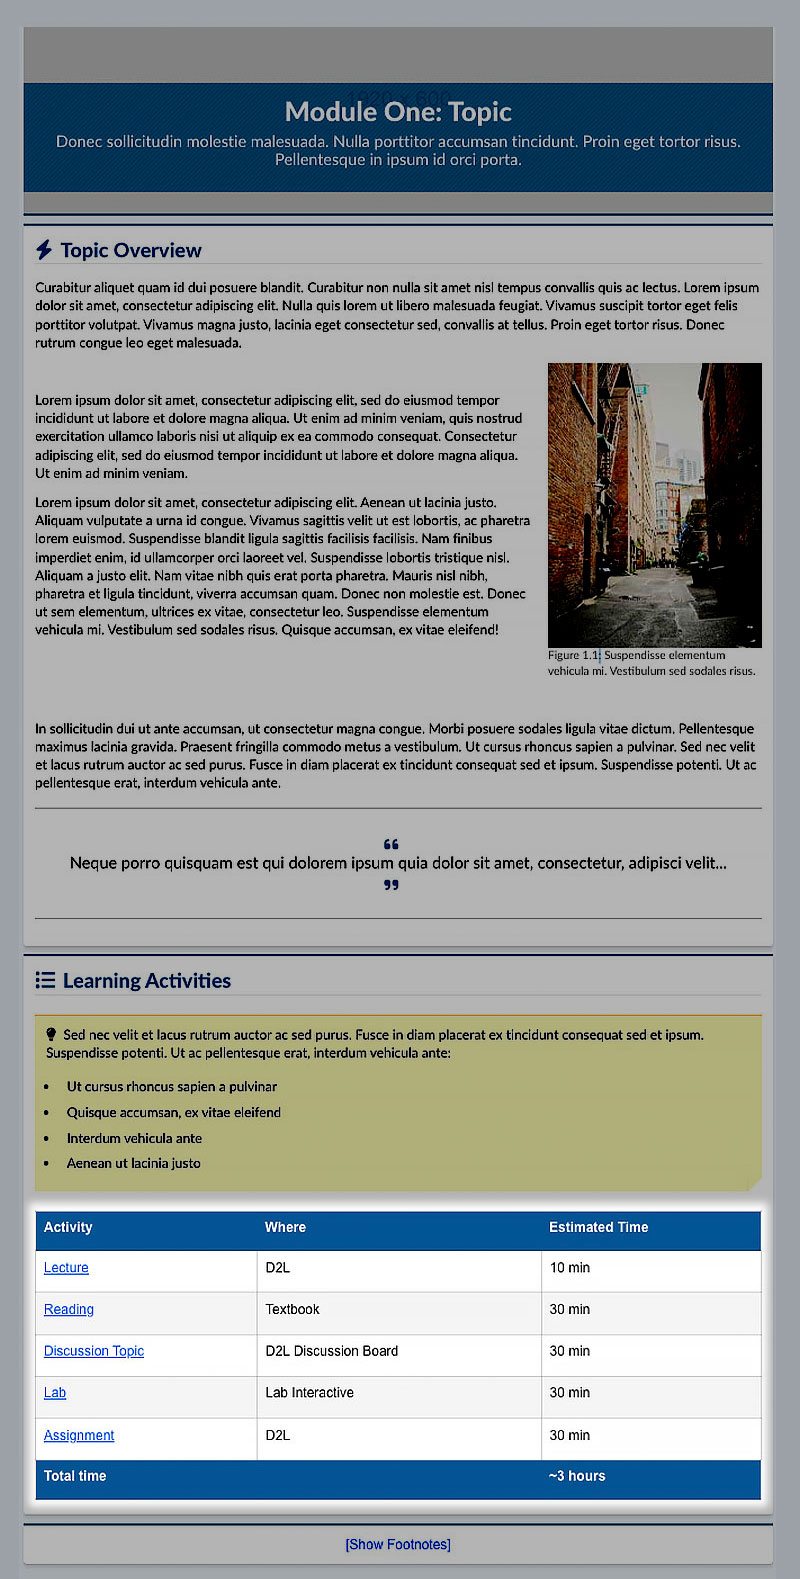 1920 x 600
Module One: Topic
Donec sollicitudin molestie malesuada. Nulla porttitor accumsan tincidunt. Proin eget tortor risus.
Pellentesque in ipsum id orci porta.
Topic Overview
Curabitur aliquet quam id dui posuere blandit. Curabitur non nulla sit amet nisl tempus convallis quis ac lectus. Lorem ipsum
dolor sit amet, consectetur adipiscing elit. Nulla quis lorem ut libero malesuada feugiat. Vivamus suscipit tortor eget felis
porttitor volutpat. Vivamus magna justo, lacinia eget consectetur sed, convallis at tellus. Proin eget tortor risus. Donec
rutrum congue leo eget malesuada.
Lorem ipsum dolor sit amet, consectetur adipiscing elit, sed do eiusmod tempor
incididunt ut labore et dolore magna aliqua. Ut enim ad minim veniam, quis nostrud
exercitation ullamco laboris nisi ut aliquip ex ea commodo consequat. Consectetur
adipiscing elit, sed do eiusmod tempor incididunt ut labore et dolore magna aliqua.
Ut enim ad minim veniam.
Lorem ipsum dolor sit amet, consectetur adipiscing elit. Aenean ut lacinia justo.
Aliquam vulputate a urna id congue. Vivamus sagittis velit ut est lobortis, ac pharetra
lorem euismod. Suspendisse blandit ligula sagittis facilisis facilisis. Nam finibus
imperdiet enim, id ullamcorper orci laoreet vel. Suspendisse lobortis tristique nisl.
Aliquam a justo elit. Nam vitae nibh quis erat porta pharetra. Mauris nisl nibh,
pharetra et ligula tincidunt, viverra accumsan quam. Donec non molestie est. Donec
ut sem elementum, ultrices ex vitae, consectetur leo. Suspendisse elementum
vehicula mi. Vestibulum sed sodales risus. Quisque accumsan, ex vitae eleifend!
Figure 1.1: Suspendisse elementum
vehicula mi. Vestibulum sed sodales risus.
In sollicitudin dui ut ante accumsan, ut consectetur magna congue. Morbi posuere sodales ligula vitae dictum. Pellentesque
maximus lacinia gravida. Praesent fringilla commodo metus a vestibulum. Ut cursus rhoncus sapien a pulvinar. Sed nec velit
et lacus rutrum auctor ac sed purus. Fusce in diam placerat ex tincidunt consequat sed et ipsum. Suspendisse potenti. Ut ac
pellentesque erat, interdum vehicula ante.
“
Neque porro quisquam est qui dolorem ipsum quia dolor sit amet, consectetur, adipisci velit...
”
Learning Activities
Sed nec velit et lacus rutrum auctor ac sed purus. Fusce in diam placerat ex tincidunt consequat sed et ipsum.
Suspendisse potenti. Ut ac pellentesque erat, interdum vehicula ante:
• Ut cursus rhoncus sapien a pulvinar
• Quisque accumsan, ex vitae eleifend
• Interdum vehicula ante
• Aenean ut lacinia justo
Activity Where Estimated Time
Lecture D2L 10 min
Reading Textbook 30 min
Discussion Topic D2L Discussion Board 30 min
Lab Lab Interactive 30 min
Assignment D2L 30 min
Total time ~3 hours
[Show Footnotes]